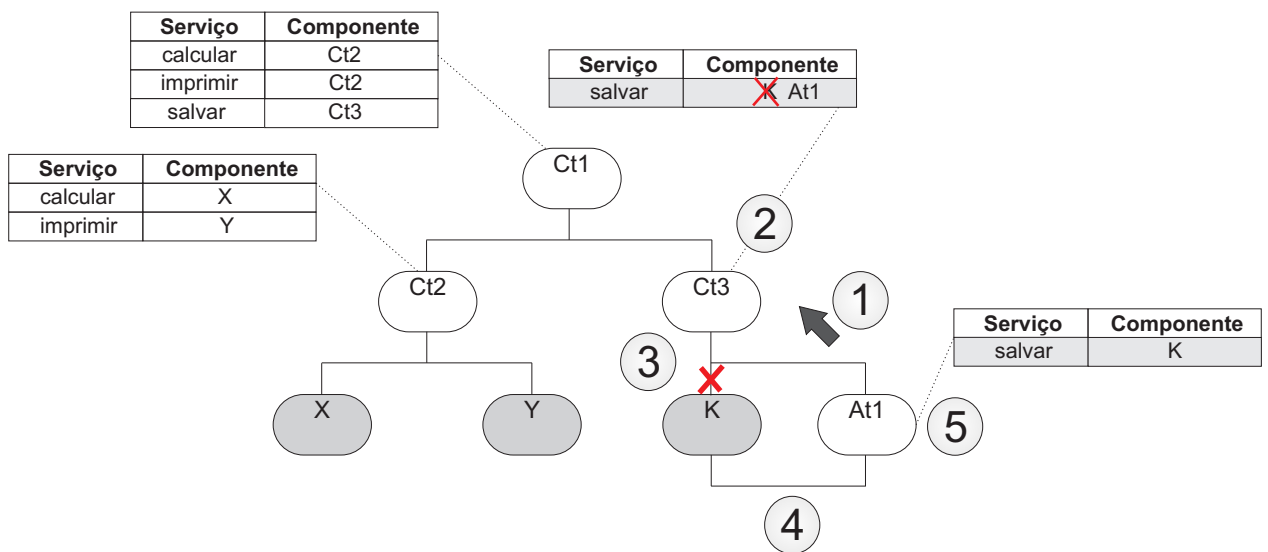 Serviço Componente
calcular Ct2
imprimir Ct2
salvar Ct3
Serviço Componente
salvar K At1
Serviço Componente
calcular X
imprimir Y
Ct1
2
Ct2
Ct3
1
Serviço Componente
salvar K
3
X
Y
K
At1
5
4